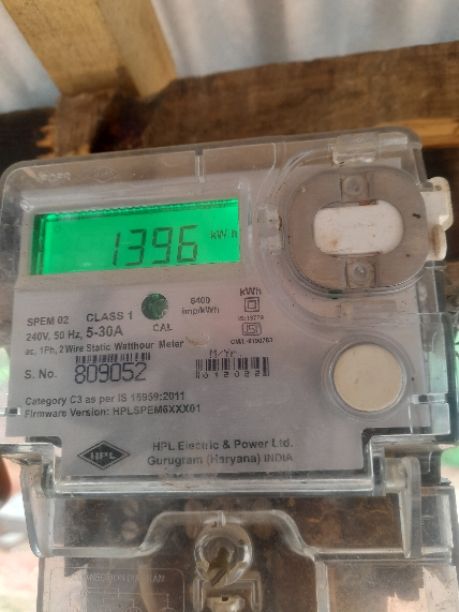 1396 kWh
SPEM 02 CLASS 1
240V, 50 Hz, 5-30A
CAL
6400
imp/kWh
kWh
ac, 1Ph, 2 Wire Static Watthour Meter
S. No. 809052
M/Yr.
Category C3 as per IS 15959:2011
Firmware Version: HPLSPEM6XXX01
HPL
HPL Electric & Power Ltd.
Gurugram (Haryana) INDIA